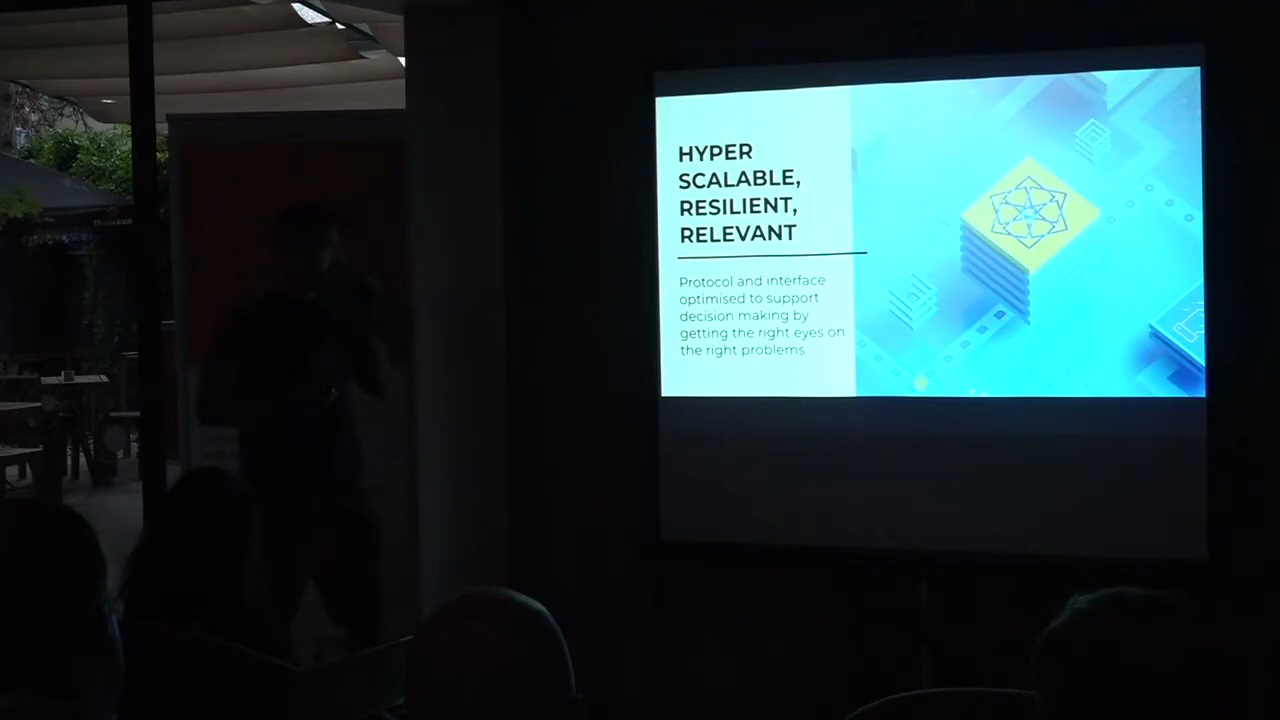 HYPER
SCALABLE,
RESILIENT,
RELEVANT
Protocol and interface
optimised to support
decision making by
getting the right eyes on
the right problems